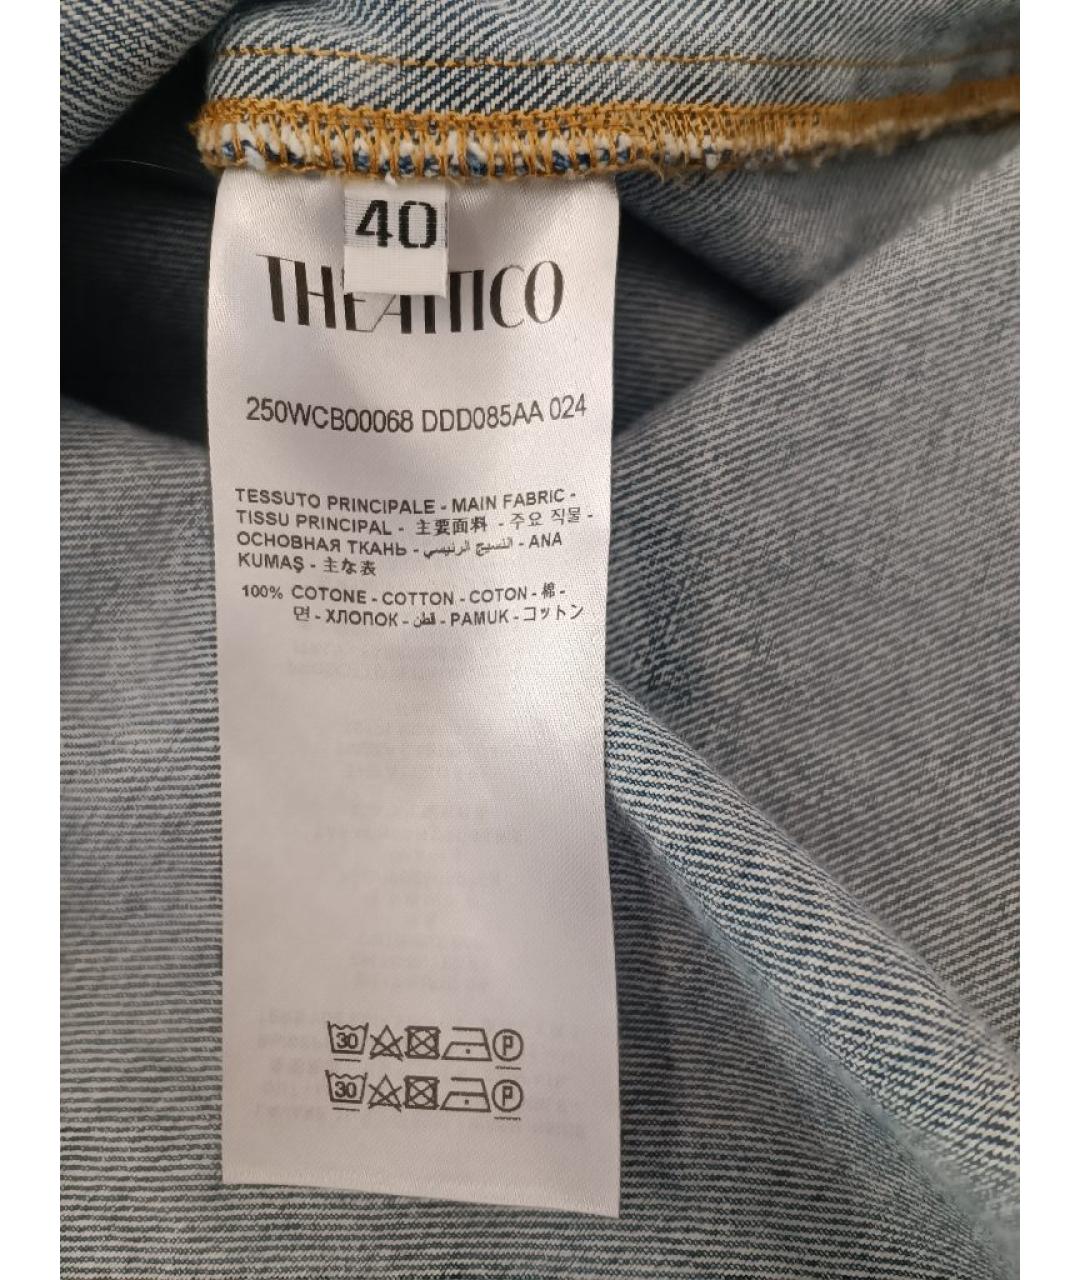 40
THE ATTICO
250WCB00068 DDD085AA 024
TESSUTO PRINCIPALE - MAIN FABRIC -
TISSU PRINCIPAL - 主要面料 - 주요 직물 -
ОСНОВНАЯ ТКАНЬ - النسيج الرئيسي - ANA
KUMAŞ - 主な表
100% COTONE - COTTON - COTON - 棉 -
면 - ХЛОПОК - قطن - PAMUK - コットン
30 P
30 P